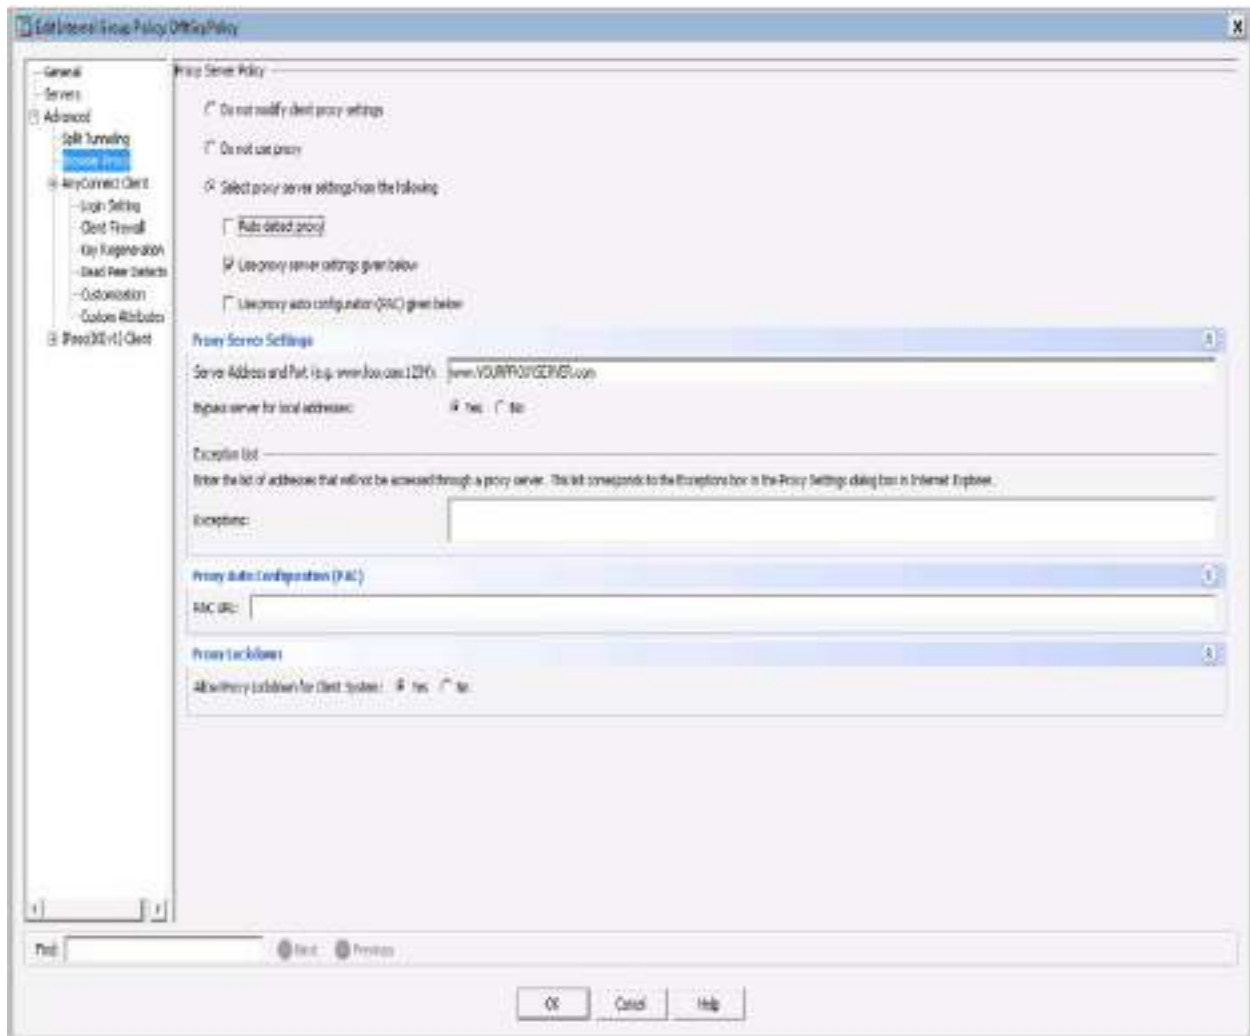 Edit Internal Group Policy: DfltGrpPolicy
General
Servers
Advanced
Split Tunneling
Browser Proxy
AnyConnect Client
Login Setting
Client Firewall
Key Regeneration
Dead Peer Detectio
Customization
Custom Attributes
IPsec(IKEv1) Client
Proxy Server Policy
Do not modify client proxy settings
Do not use proxy
Select proxy server settings from the following
Auto detect proxy
Use proxy server settings given below
Use proxy auto configuration (PAC) given below
Proxy Server Settings
Server Address and Port (e.g. www.foo.com:1234): www.YOURPROXYSERVER.com
Bypass server for local addresses: Yes No
Exception List
Enter the list of addresses that will not be accessed through a proxy server. This list corresponds to the Exceptions box in the Proxy Settings dialog box in Internet Explorer.
Exceptions:
Proxy Auto Configuration (PAC)
PAC URL:
Proxy Lockdown
Allow Proxy Lockdown for Client System: Yes No
Find: Next Previous
OK Cancel Help